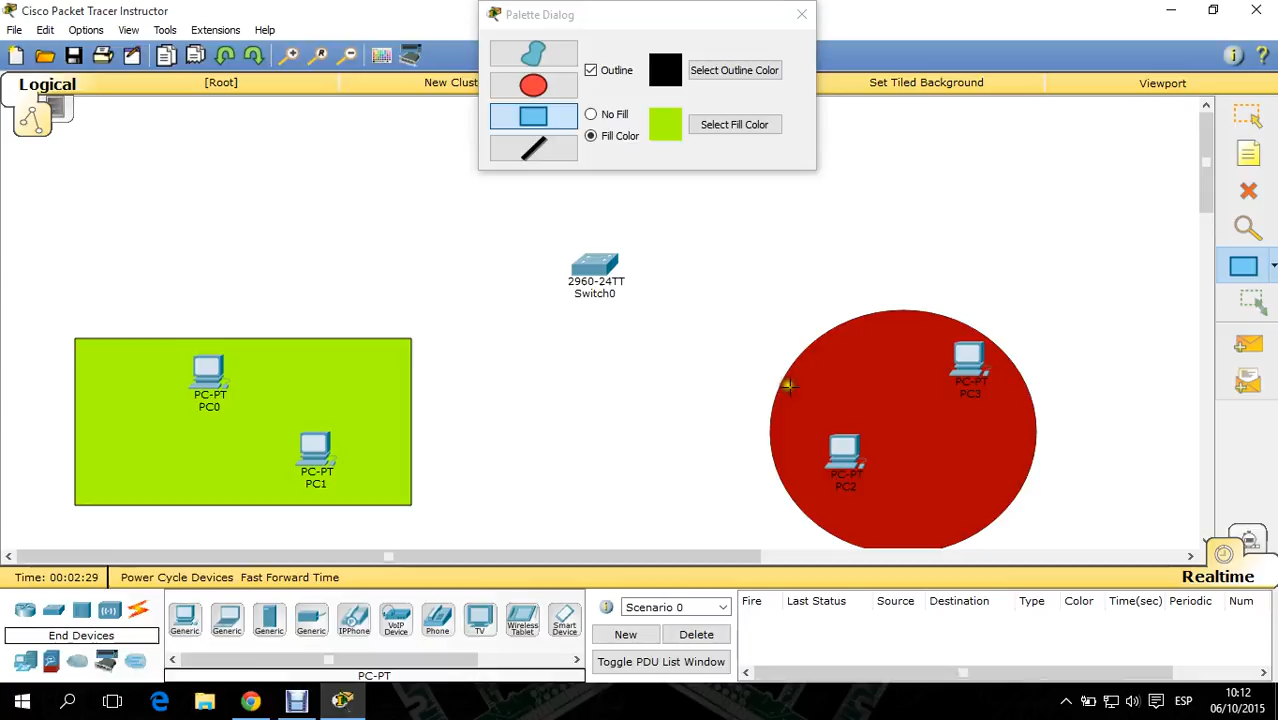 Cisco Packet Tracer Instructor
File Edit Options View Tools Extensions Help
Palette Dialog
Outline
Select Outline Color
No Fill
Fill Color
Select Fill Color
Logical
[Root]
New Clust
Set Tiled Background
Viewport
2960-24TT
Switch0
PC-PT
PC0
PC-PT
PC1
PC-PT
PC3
PC-PT
PC2
Time: 00:02:29
Power Cycle Devices Fast Forward Time
Realtime
End Devices
Generic
Generic
Generic
Generic
IPPhone
VoIP
Device
Phone
TV
Wireless
Tablet
Smart
Device
PC-PT
Scenario 0
New
Delete
Toggle PDU List Window
Fire Last Status Source Destination Type Color Time(sec) Periodic Num
ESP
10:12
06/10/2015